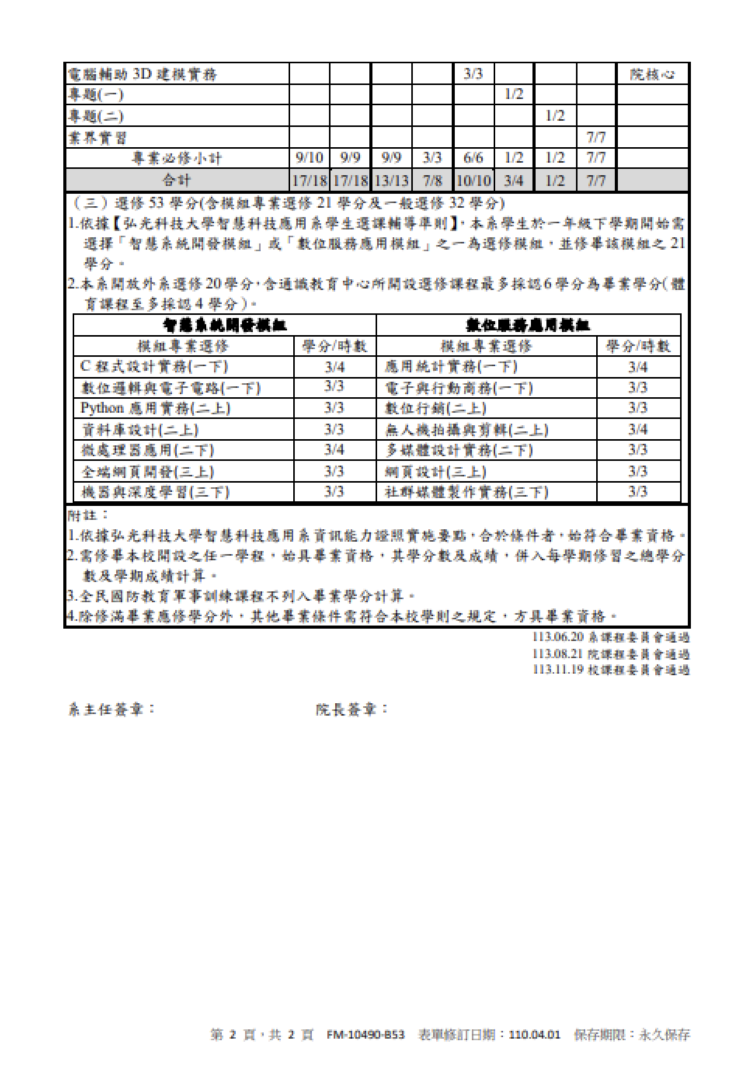 電腦輔助 3D 建模實務 3/3 院核心
專題(一) 1/2
專題(二) 1/2
業界實習 7/7
專業必修小計 9/10 9/9 9/9 3/3 6/6 1/2 1/2 7/7
合計 17/18 17/18 13/13 7/8 10/10 3/4 1/2 7/7
（三）選修 53 學分(含模組專業選修 21 學分及一般選修 32 學分)
1.依據【弘光科技大學智慧科技應用系學生選課輔導準則】，本系學生於一年級下學期開始需
選擇「智慧系統開發模組」或「數位服務應用模組」之一為選修模組，並修畢該模組之 21
學分。
2.本系開放外系選修 20 學分，含通識教育中心所開設選修課程最多採認 6 學分為畢業學分（體
育課程至多採認 4 學分）。
智慧系統開發模組 數位服務應用模組
模組專業選修 學分/時數 模組專業選修 學分/時數
C 程式設計實務(一下) 3/4 應用統計實務(一下) 3/4
數位邏輯與電子電路(一下) 3/3 電子與行動商務(一下) 3/3
Python 應用實務(二上) 3/3 數位行銷(二上) 3/3
資料庫設計(二上) 3/3 無人機拍攝與剪輯(二上) 3/4
微處理器應用(二下) 3/4 多媒體設計實務(二下) 3/3
全端網頁開發(三上) 3/3 網頁設計(三上) 3/3
機器與深度學習(三下) 3/3 社群媒體製作實務(三下) 3/3
附註：
1.依據弘光科技大學智慧科技應用系資訊能力證照實施要點，合於條件者，始符合畢業資格。
2.需修畢本校開設之任一學程，始具畢業資格，其學分數及成績，併入每學期修習之總學分
數及學期成績計算。
3.全民國防教育軍事訓練課程不列入畢業學分計算。
4.除修滿畢業應修學分外，其他畢業條件需符合本校學則之規定，方具畢業資格。
113.06.20 系課程委員會通過
113.08.21 院課程委員會通過
113.11.19 校課程委員會通過
系主任簽章： 院長簽章：
第 2 頁，共 2 頁 FM-10490-B53 表單修訂日期：110.04.01 保存期限：永久保存